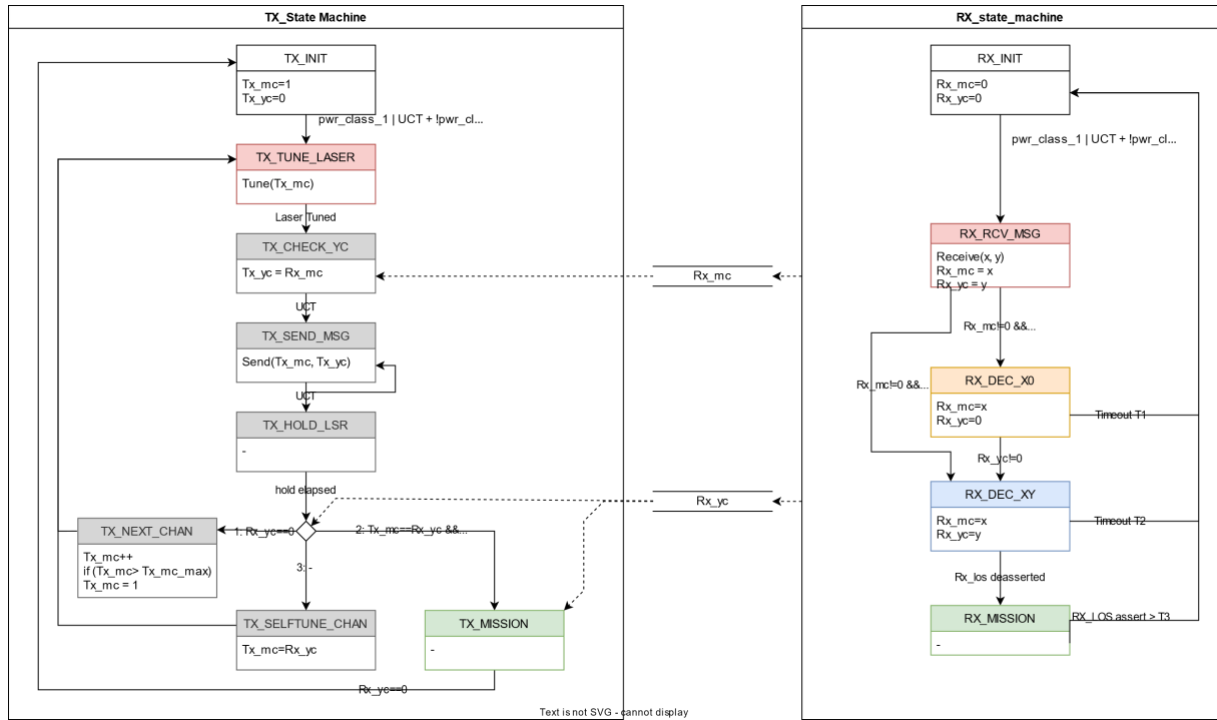 TX_State Machine
TX_INIT
Tx_mc=1
Tx_yc=0
pwr_class_1 | UCT + !pwr_cl...
TX_TUNE_LASER
Tune(Tx_mc)
Laser Tuned
TX_CHECK_YC
Tx_yc = Rx_mc
UCT
TX_SEND_MSG
Send(Tx_mc, Tx_yc)
UCT
TX_HOLD_LSR
-
hold elapsed
1: Rx_yc==0
2: Tx_mc==Rx_yc &&...
3: -
TX_NEXT_CHAN
Tx_mc++
if (Tx_mc> Tx_mc_max)
Tx_mc = 1
TX_SELFTUNE_CHAN
Tx_mc=Rx_yc
TX_MISSION
-
Rx_yc==0
Rx_mc
Rx_yc
RX_state_machine
RX_INIT
Rx_mc=0
Rx_yc=0
pwr_class_1 | UCT + !pwr_cl...
RX_RCV_MSG
Receive(x, y)
Rx_mc = x
Rx_yc = y
Rx_mc!=0 &&...
Rx_mc!=0 &&...
RX_DEC_X0
Rx_mc=x
Rx_yc=0
Timeout T1
Rx_yc!=0
RX_DEC_XY
Rx_mc=x
Rx_yc=y
Timeout T2
Rx_los deasserted
RX_MISSION
-
RX_LOS assert > T3
Text is not SVG - cannot display